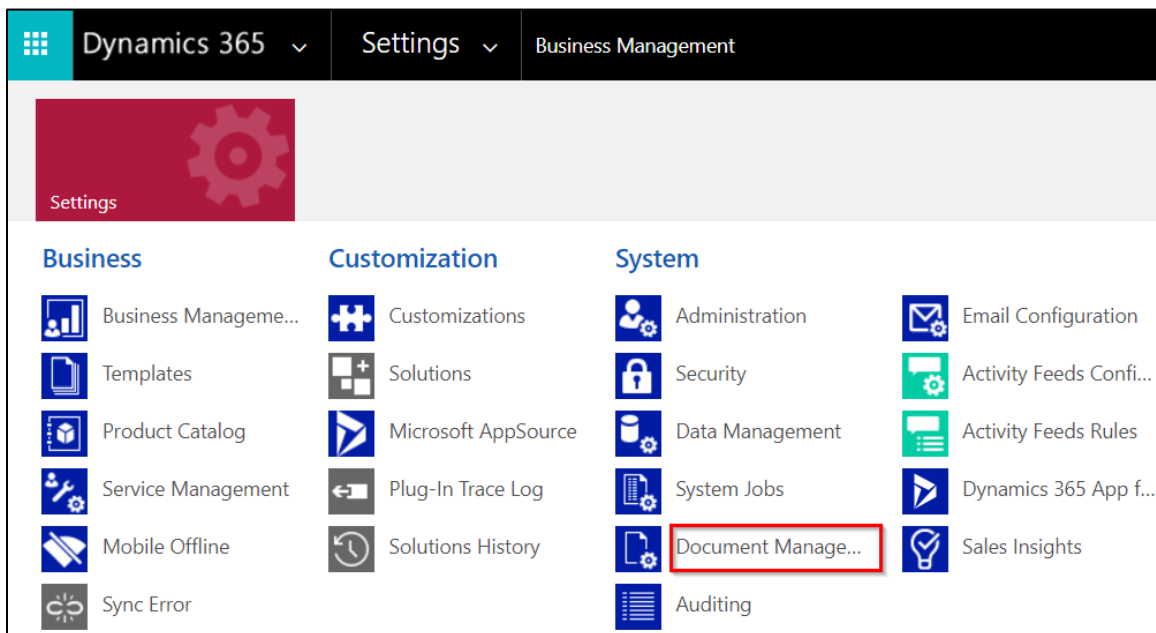 Dynamics 365 Settings Business Management
Settings
Business Customization System
Business Manageme... Customizations Administration Email Configuration
Templates Solutions Security Activity Feeds Confi...
Product Catalog Microsoft AppSource Data Management Activity Feeds Rules
Service Management Plug-In Trace Log System Jobs Dynamics 365 App f...
Mobile Offline Solutions History Document Manage... Sales Insights
Sync Error Auditing